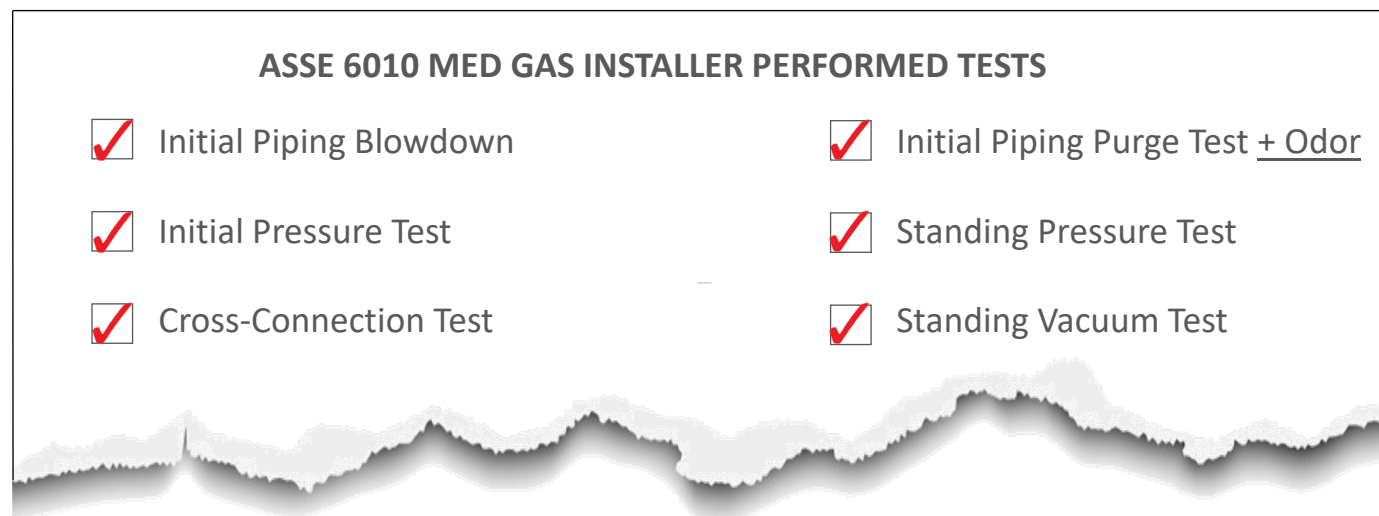 ASSE 6010 MED GAS INSTALLER PERFORMED TESTS
Initial Piping Blowdown
Initial Pressure Test
Cross-Connection Test
Initial Piping Purge Test + Odor
Standing Pressure Test
Standing Vacuum Test